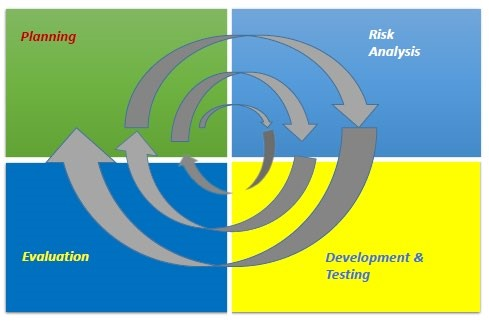 Planning
Risk
Analysis
Evaluation
Development &
Testing